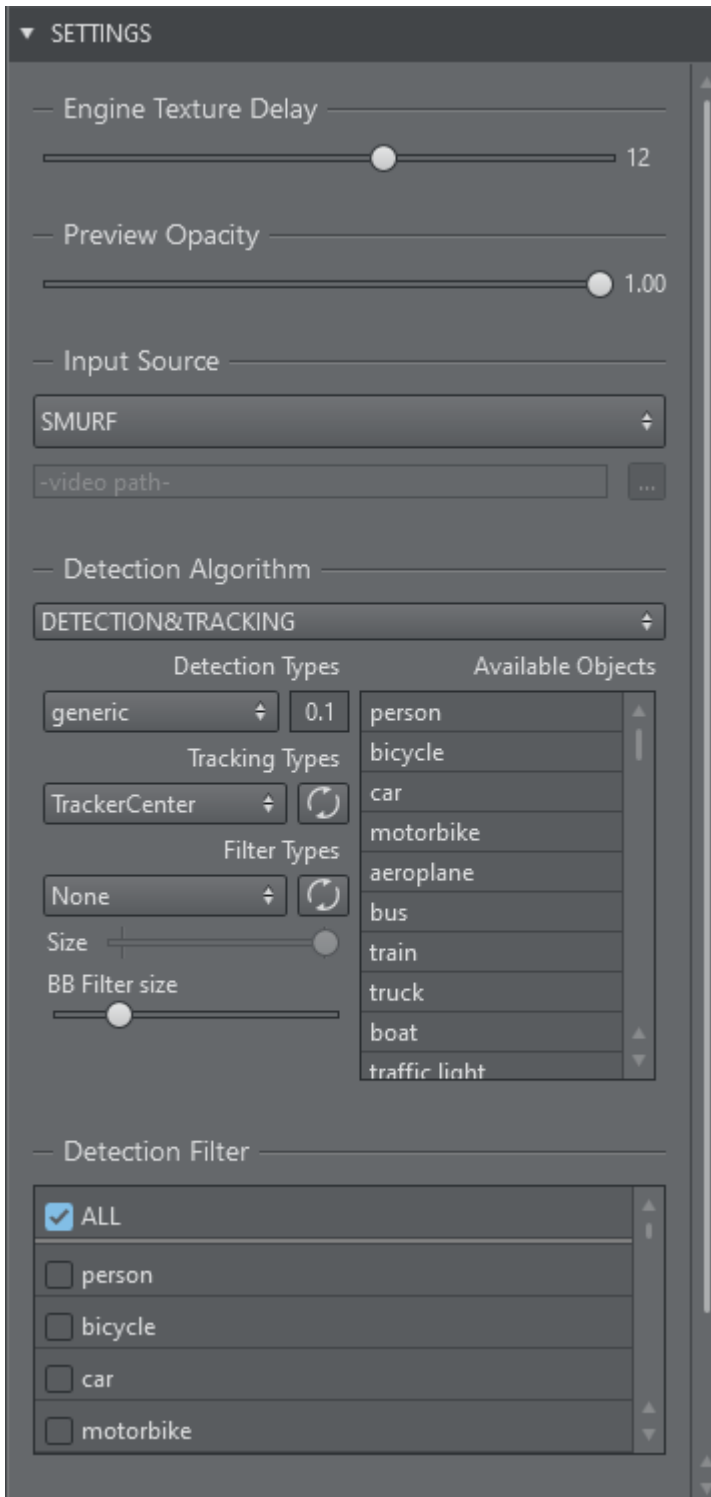 SETTINGS
Engine Texture Delay
12
Preview Opacity
1.00
Input Source
SMURF
-video path-
...
Detection Algorithm
DETECTION&TRACKING
Detection Types
generic
0.1
Tracking Types
TrackerCenter
Filter Types
None
Size
BB Filter size
Available Objects
person
bicycle
car
motorbike
aeroplane
bus
train
truck
boat
traffic light
Detection Filter
ALL
person
bicycle
car
motorbike